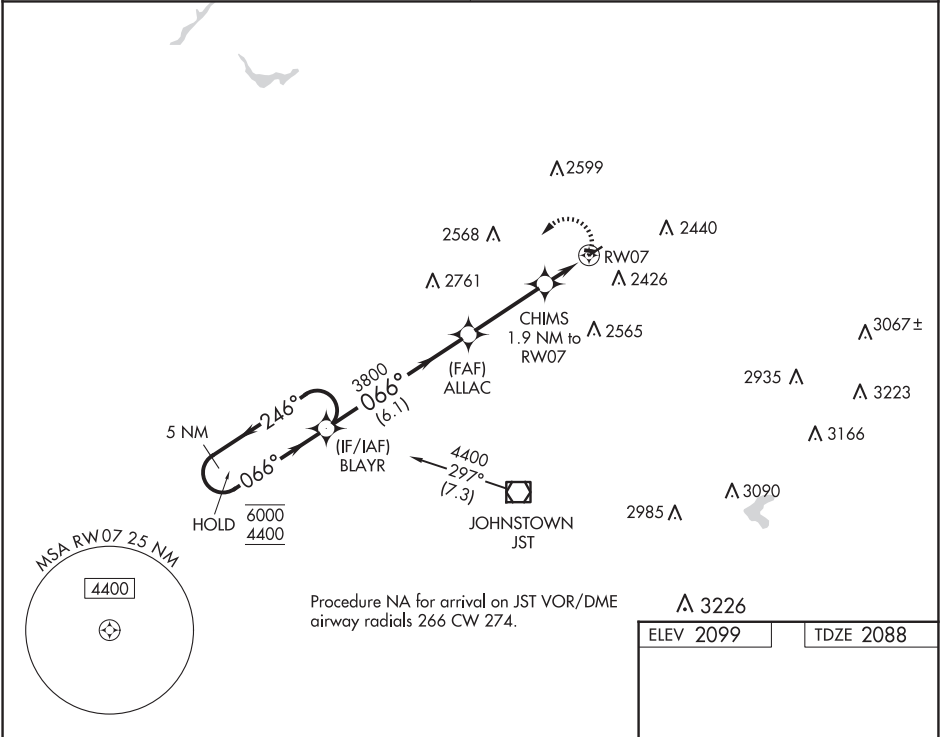 2599
2568
2440
RW07
2761
2426
CHIMS
1.9 NM to
RW07
2565
3067±
(FAF)
ALLAC
3800
066°
(6.1)
2935
3223
246°
5 NM
066°
(IF/IAF)
BLAYR
3166
4400
297°
(7.3)
HOLD
6000
4400
JOHNSTOWN
JST
3090
2985
MSA RW07 25 NM
4400
Procedure NA for arrival on JST VOR/DME
airway radials 266 CW 274.
3226
ELEV 2099
TDZE 2088